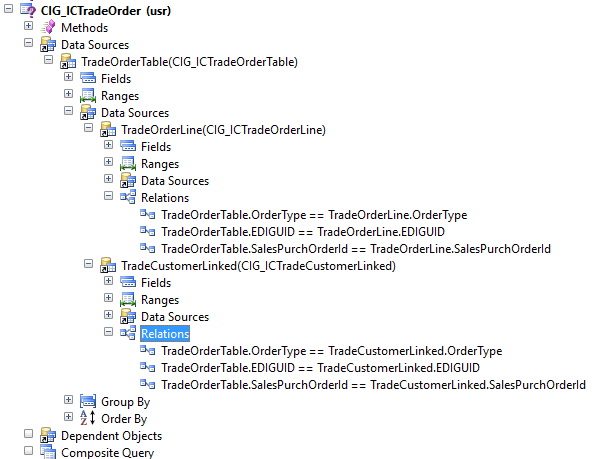 CIG_ICTradeOrder (usr)
Methods
Data Sources
TradeOrderTable(CIG_ICTradeOrderTable)
Fields
Ranges
Data Sources
TradeOrderLine(CIG_ICTradeOrderLine)
Fields
Ranges
Data Sources
Relations
TradeOrderTable.OrderType == TradeOrderLine.OrderType
TradeOrderTable.EDIGUID == TradeOrderLine.EDIGUID
TradeOrderTable.SalesPurchOrderId == TradeOrderLine.SalesPurchOrderId
TradeCustomerLinked(CIG_ICTradeCustomerLinked)
Fields
Ranges
Data Sources
Relations
TradeOrderTable.OrderType == TradeCustomerLinked.OrderType
TradeOrderTable.EDIGUID == TradeCustomerLinked.EDIGUID
TradeOrderTable.SalesPurchOrderId == TradeCustomerLinked.SalesPurchOrderId
Group By
Order By
Dependent Objects
Composite Query